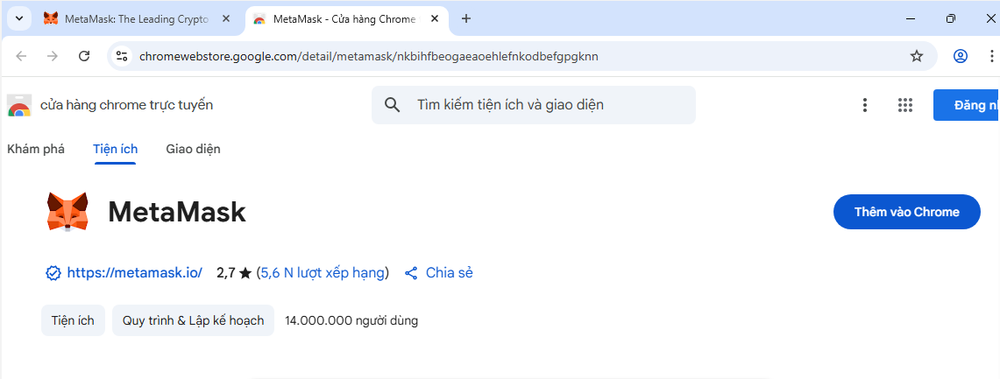 MetaMask: The Leading Crypto
MetaMask - Cửa hàng Chrome
chromewebstore.google.com/detail/metamask/nkbihfbeogaeaoehlefnkodbefgpgknn
cửa hàng chrome trực tuyến
Tìm kiếm tiện ích và giao diện
Đăng nh
Khám phá Tiện ích Giao diện
MetaMask
Thêm vào Chrome
https://metamask.io/ 2,7 ★ (5,6 N lượt xếp hạng) Chia sẻ
Tiện ích Quy trình & Lập kế hoạch 14.000.000 người dùng